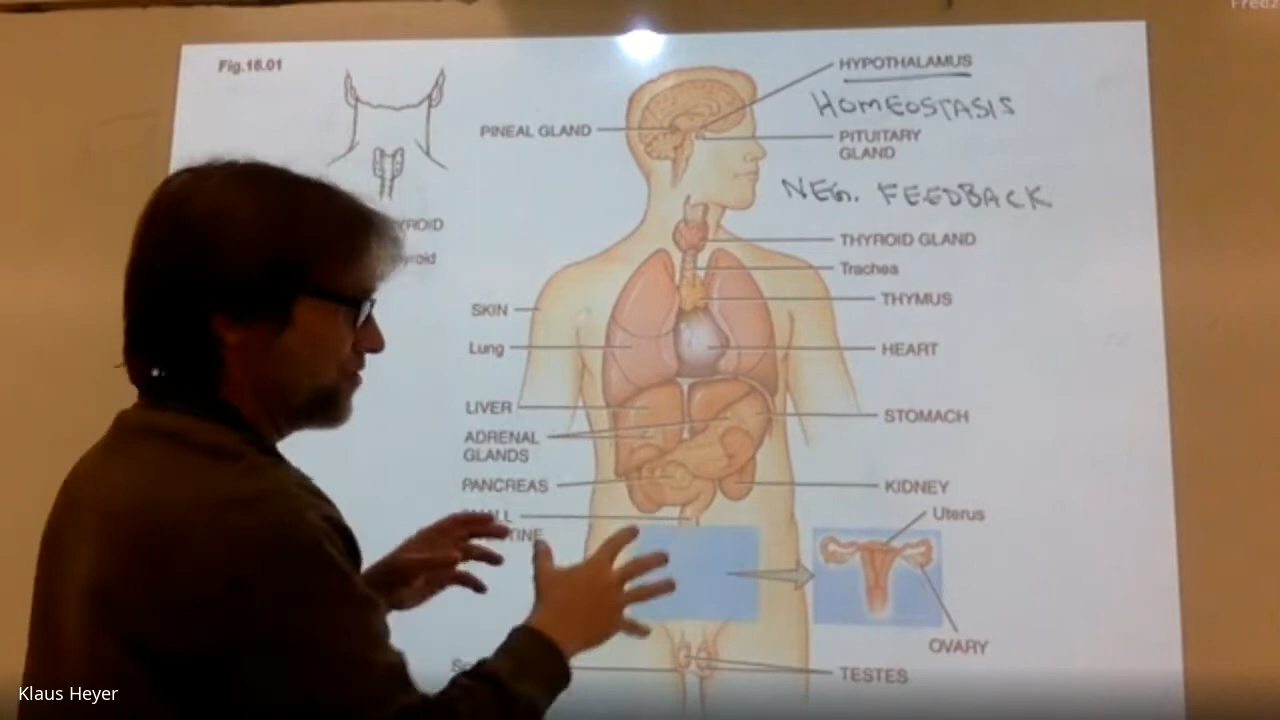 Fig.18.01
HYPOTHALAMUS
HOMEOSTASIS
PINEAL GLAND
PITUITARY
GLAND
NEG. FEEDBACK
THYROID GLAND
Trachea
THYMUS
SKIN
Lung
HEART
LIVER
STOMACH
ADRENAL
GLANDS
PANCREAS
KIDNEY
Uterus
OVARY
TESTES
Klaus Heyer